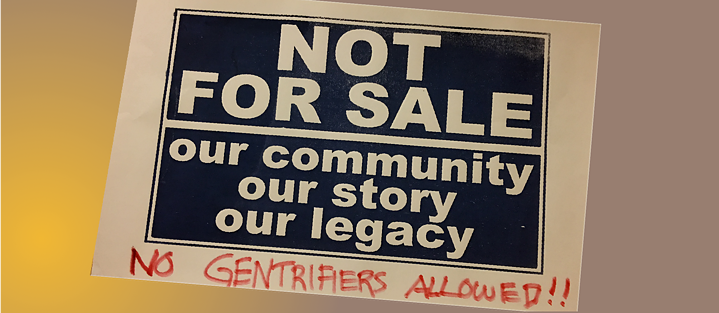 NOT
FOR SALE
our community
our story
our legacy
NO GENTRIFIERS ALLOWED!!